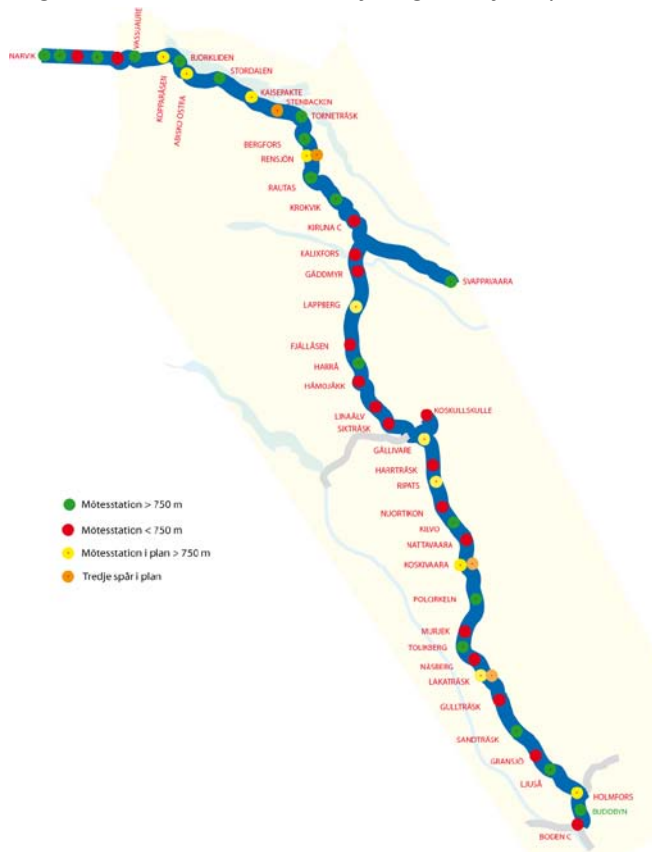 NARVIK
VASSIJAURE
KOPPARÅSEN
BJÖRKLIDEN
ABISKO ÖSTRA
STORDALEN
KAISEPAKTE
STENBACKEN
TORNETRÄSK
BERGFORS
RENSJÖN
RAUTAS
KROKVIK
KIRUNA C
KALIXFORS
GÄDDMYR
SVAPPAVAARA
LAPPBERG
FJÄLLÅSEN
HARRÅ
HÄMOJÅKK
LINAÄLV
SIKTRÄSK
KOSKULLSKULLE
GÄLLIVARE
HARRTRÄSK
RIPATS
NUORTIKON
KILVO
NATTAVAARA
KOSKIVAARA
POLCIRKELN
MURJEK
TOLIKBERG
NÄSBERG
LAKATRÄSK
GULLTRÄSK
SANDTRÄSK
GRANSJÖ
LJUSÅ
HOLMFORS
BUDDBYN
BODEN C
Mötesstation > 750 m
Mötesstation < 750 m
Mötesstation i plan > 750 m
Tredje spår i plan